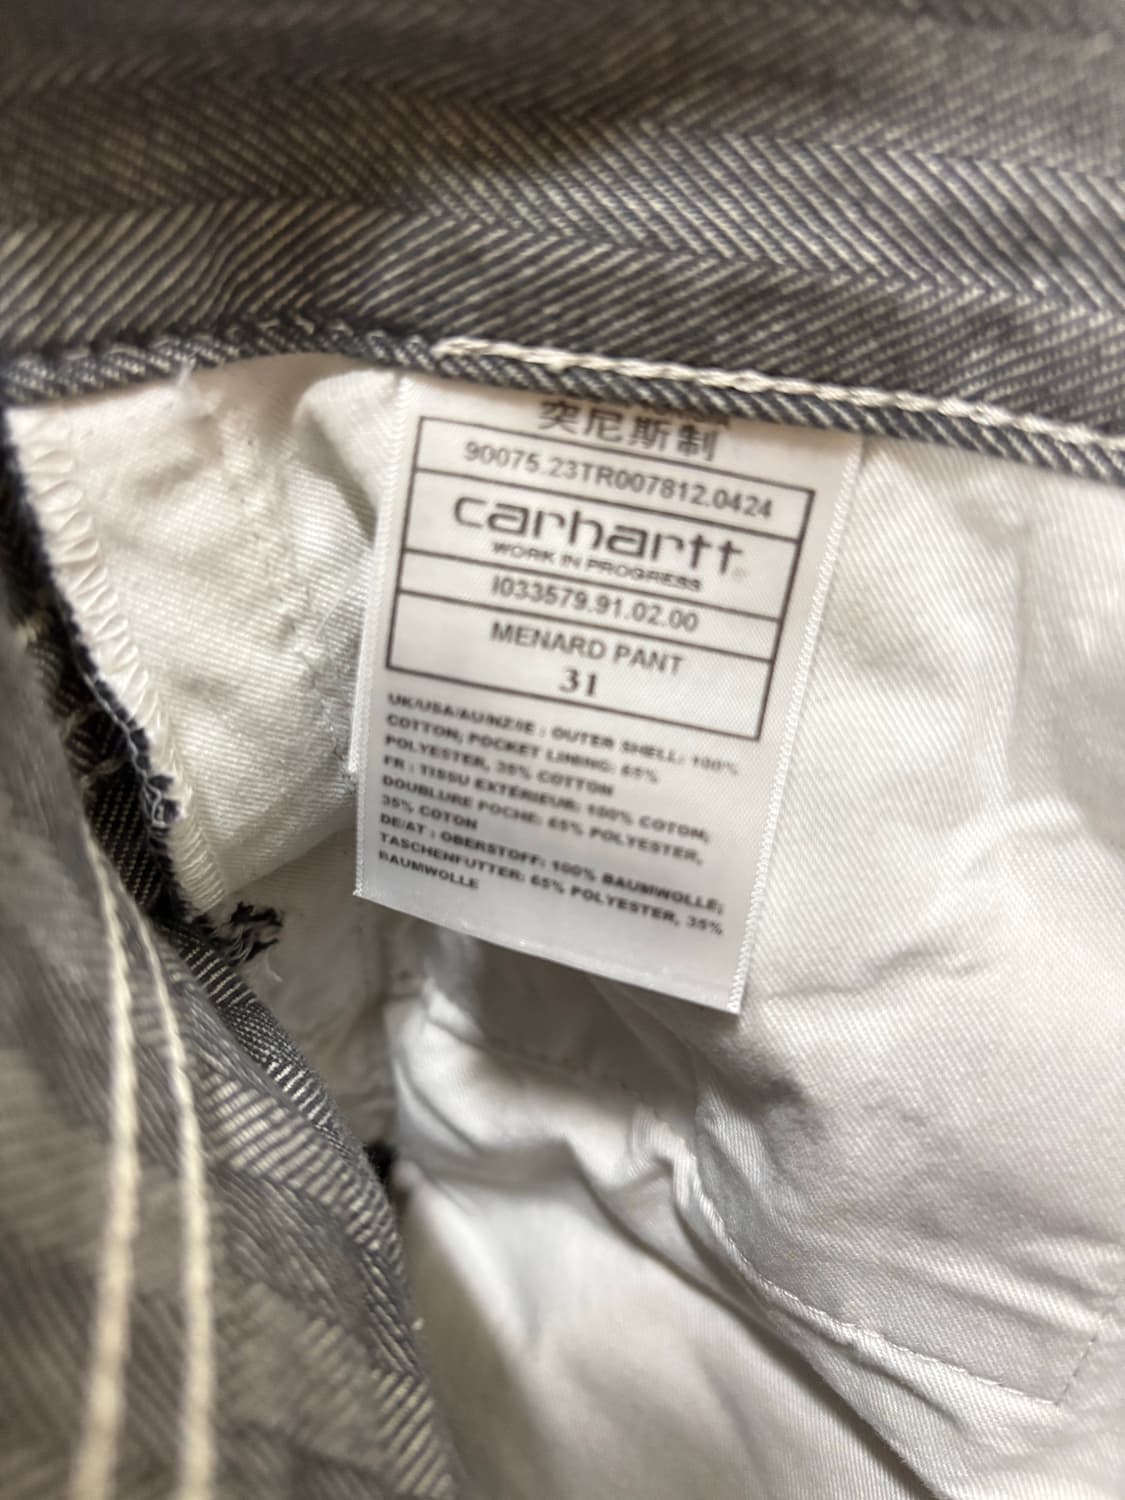 突尼斯制
90075.23TR007812.0424
carhartt
WORK IN PROGRESS
I033579.91.02.00
MENARD PANT
31
UK/USA/AU/NZ/IE : OUTER SHELL: 100%
COTTON; POCKET LINING: 65%
POLYESTER, 35% COTTON
FR : TISSU EXTÉRIEUR: 100% COTON;
DOUBLURE POCHE: 65% POLYESTER,
35% COTON
DE/AT : OBERSTOFF: 100% BAUMWOLLE;
TASCHENFUTTER: 65% POLYESTER, 35%
BAUMWOLLE